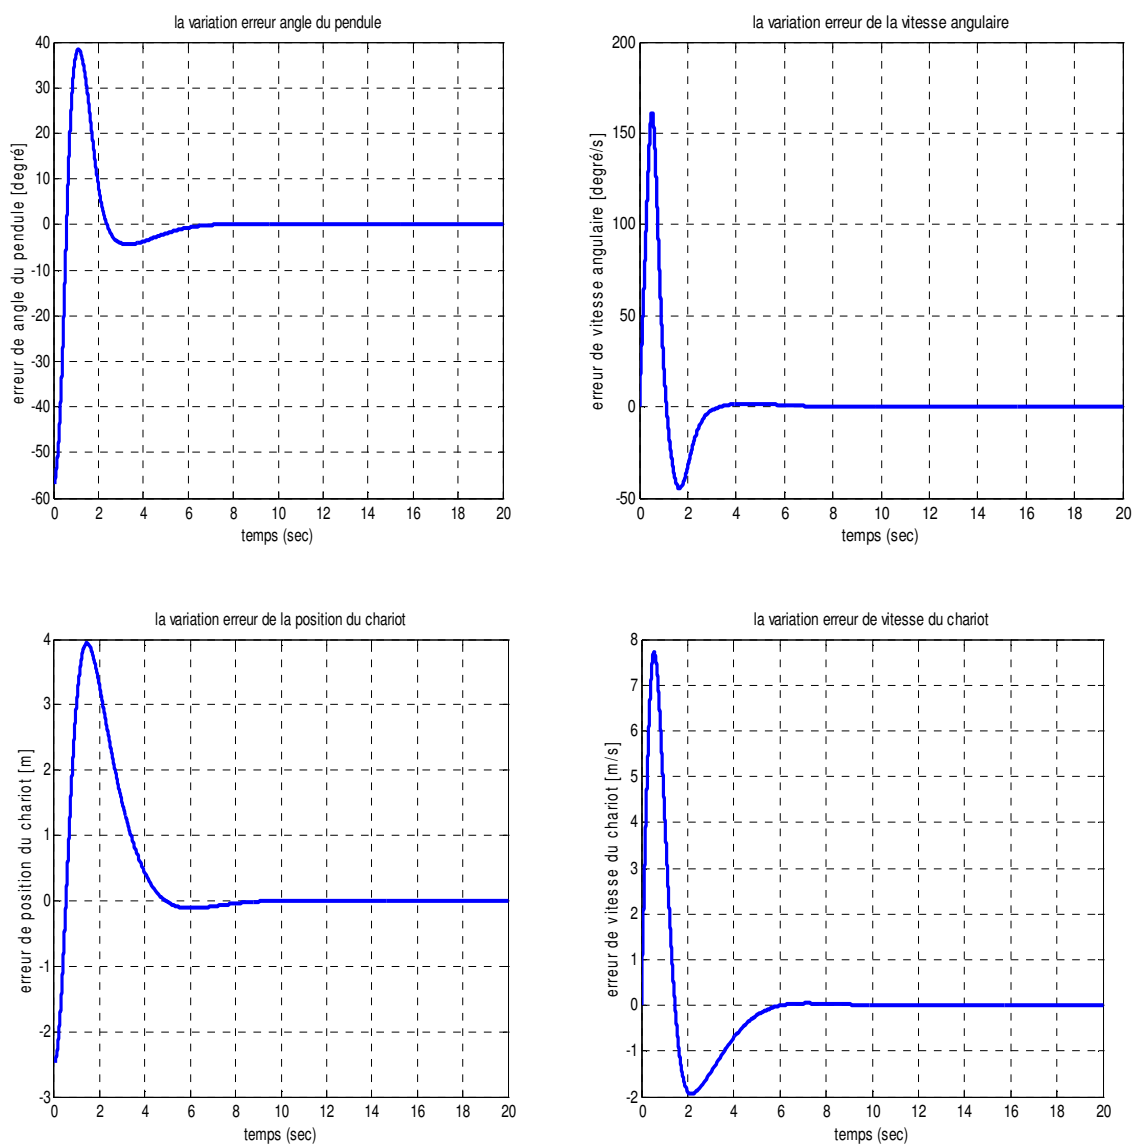 la variation erreur angle du pendule
erreur de angle du pendule [degré]
40
30
20
10
0
-10
-20
-30
-40
-50
-60
0 2 4 6 8 10 12 14 16 18 20
temps (sec)
la variation erreur de la vitesse angulaire
erreur de vitesse angulaire [degré/s]
200
150
100
50
0
-50
0 2 4 6 8 10 12 14 16 18 20
temps (sec)
la variation erreur de la position du chariot
erreur de position du chariot [m]
4
3
2
1
0
-1
-2
-3
0 2 4 6 8 10 12 14 16 18 20
temps (sec)
la variation erreur de vitesse du chariot
erreur de vitesse du chariot [m/s]
8
7
6
5
4
3
2
1
0
-1
-2
0 2 4 6 8 10 12 14 16 18 20
temps (sec)